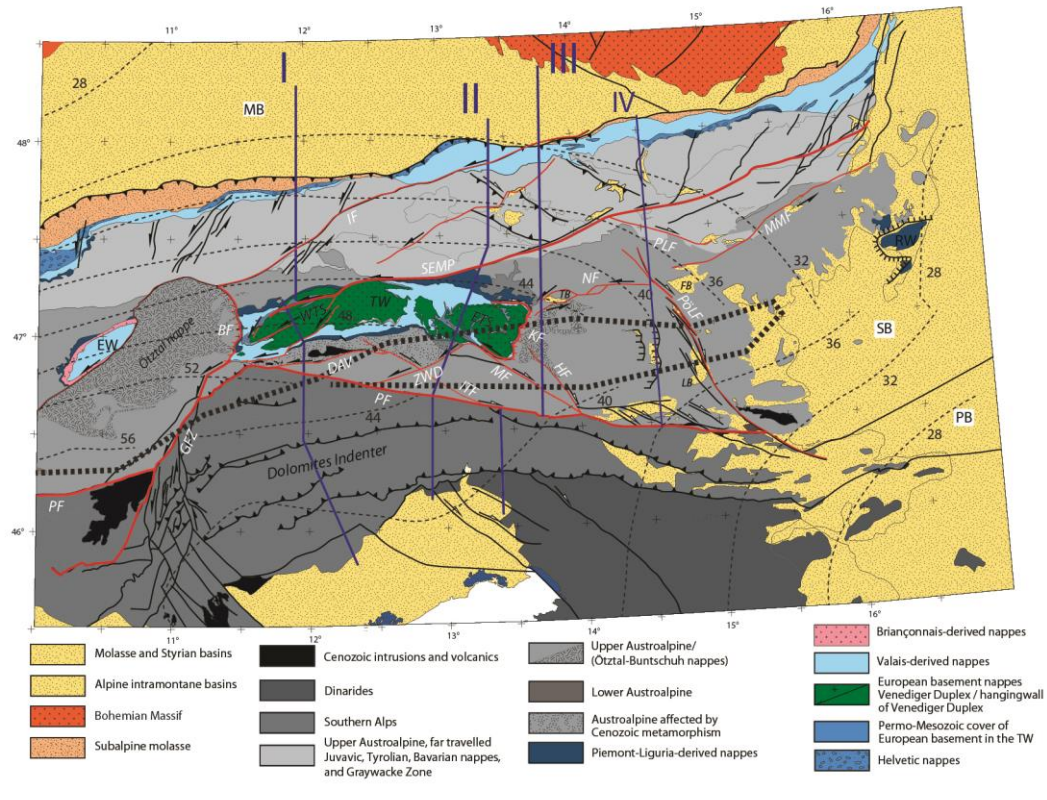 11° 12° 13° 14° 15° 16°
I
III
28
MB
II
IV
48°
IF
PLF
MMF
RW
SEMP
44
NF
32
28
TW
TB
40
36
FB
47°
EW
Ötztal nappe
BF
WTS
48
ETS
KF
PöLF
SB
52
DAV
ZWD
MF
HF
LB
36
PF
40
32
56
GFZ
44
PB
28
Dolomites Indenter
PF
46°
11° 12° 13° 14° 15° 16°
Molasse and Styrian basins
Alpine intramontane basins
Bohemian Massif
Subalpine molasse
Cenozoic intrusions and volcanics
Dinarides
Southern Alps
Upper Austroalpine, far travelled
Juvavic, Tyrolian, Bavarian nappes,
and Graywacke Zone
Upper Austroalpine/
(Ötztal-Buntschuh nappes)
Lower Austroalpine
Austroalpine affected by
Cenozoic metamorphism
Piemont-Liguria-derived nappes
Briançonnais-derived nappes
Valais-derived nappes
European basement nappes
Venediger Duplex / hangingwall
of Venediger Duplex
Permo-Mesozoic cover of
European basement in the TW
Helvetic nappes